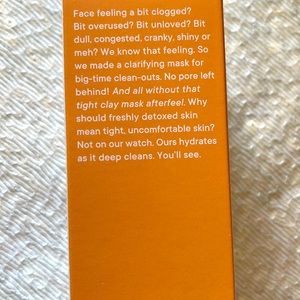 Face feeling a bit clogged?
Bit overused? Bit unloved? Bit
dull, congested, cranky, shiny or
meh? We know that feeling. So
we made a clarifying mask for
big-time clean-outs. No pore left
behind! And all without that
tight clay mask afterfeel. Why
should freshly detoxed skin
mean tight, uncomfortable skin?
Not on our watch. Ours hydrates
as it deep cleans. You'll see.